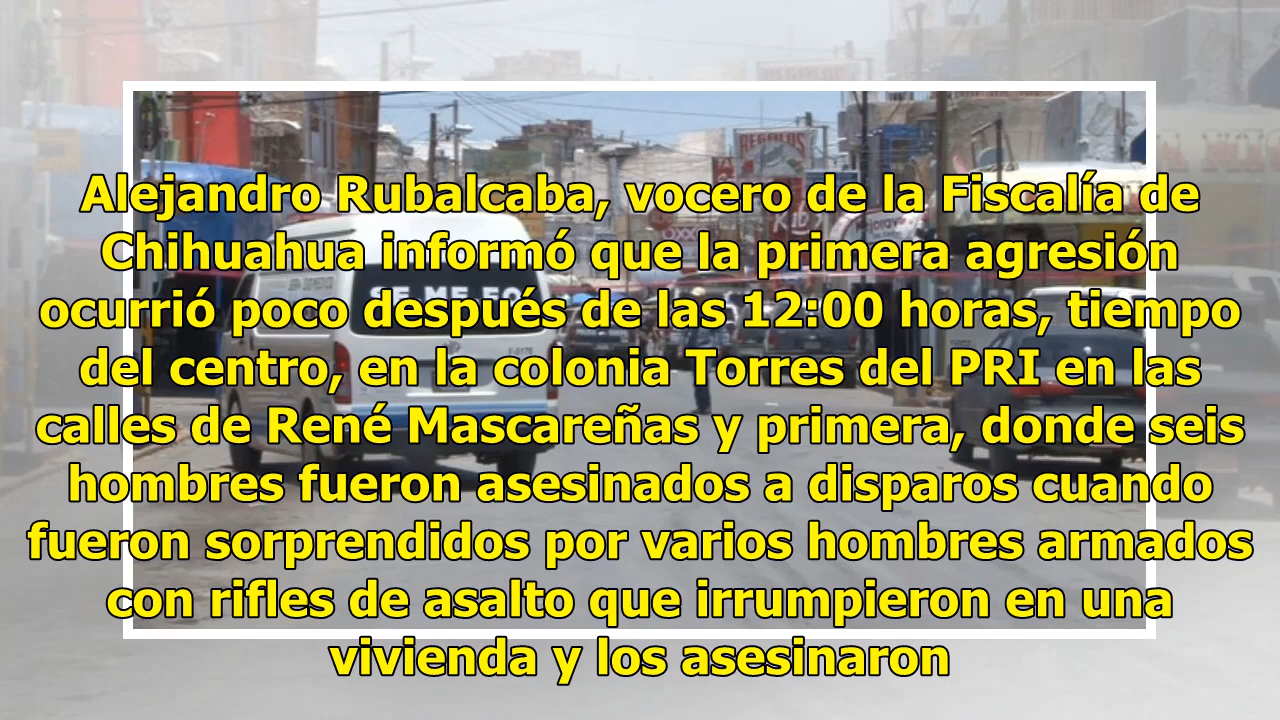 REGALOS
Alejandro Rubalcaba, vocero de la Fiscalía de
Chihuahua informó que la primera agresión
ocurrió poco después de las 12:00 horas, tiempo
del centro, en la colonia Torres del PRI en las
calles de René Mascareñas y primera, donde seis
hombres fueron asesinados a disparos cuando
fueron sorprendidos por varios hombres armados
con rifles de asalto que irrumpieron en una
vivienda y los asesinaron